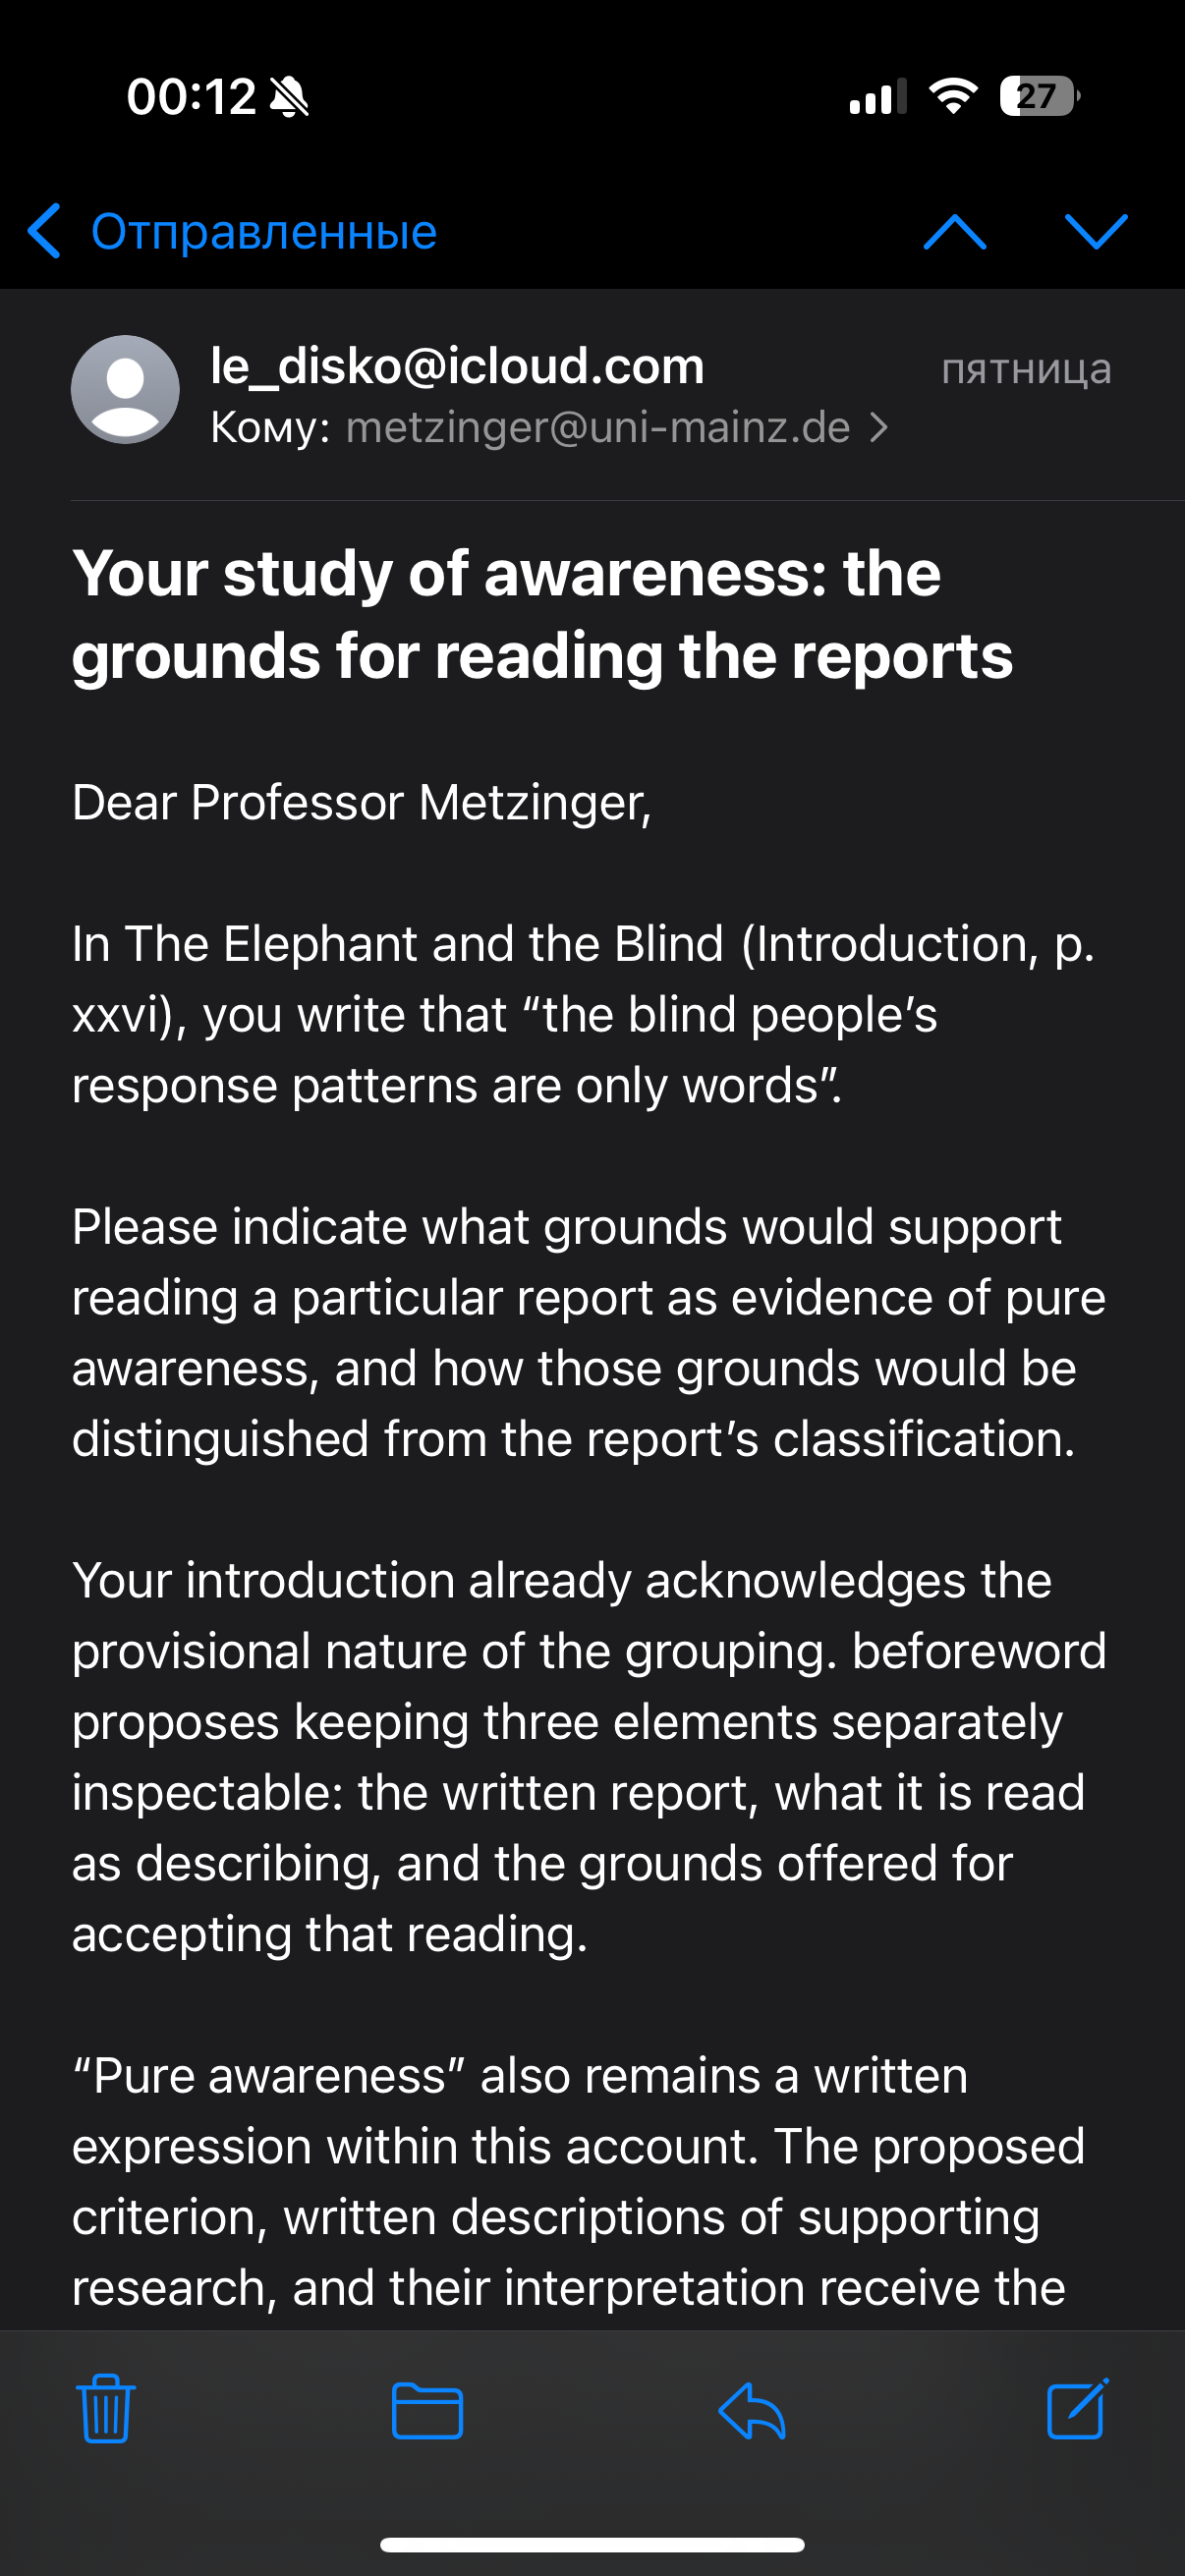 00:12
27
Отправленные
le_disko@icloud.com
пятница
Кому: metzinger@uni-mainz.de
Your study of awareness: the
grounds for reading the reports
Dear Professor Metzinger,
In The Elephant and the Blind (Introduction, p.
xxvi), you write that “the blind people’s
response patterns are only words”.
Please indicate what grounds would support
reading a particular report as evidence of pure
awareness, and how those grounds would be
distinguished from the report’s classification.
Your introduction already acknowledges the
provisional nature of the grouping. beforeword
proposes keeping three elements separately
inspectable: the written report, what it is read
as describing, and the grounds offered for
accepting that reading.
“Pure awareness” also remains a written
expression within this account. The proposed
criterion, written descriptions of supporting
research, and their interpretation receive the